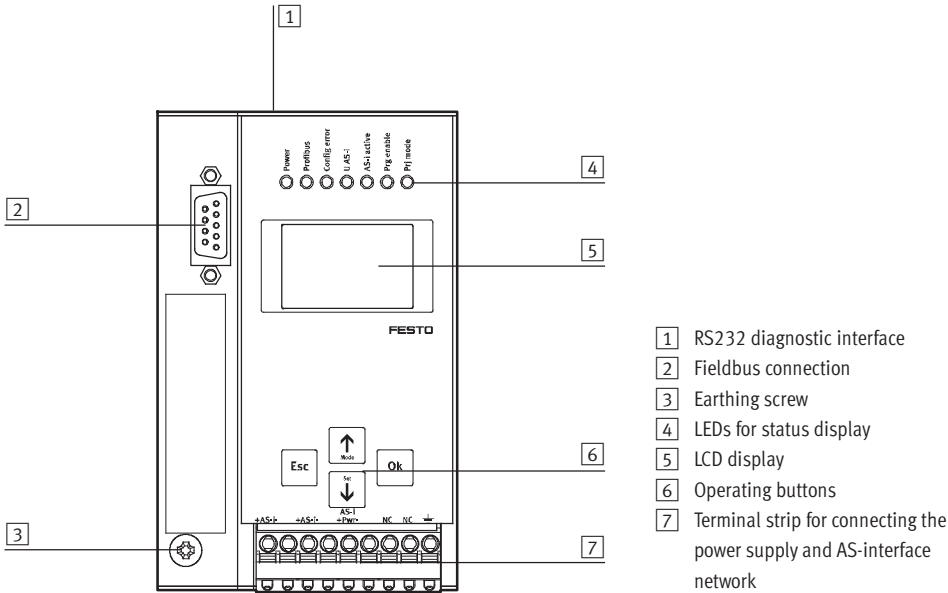 1
Power
Profibus
Config error
U AS-i
AS-i active
Prg enable
Prj mode
4
2
5
FESTO
1 RS232 diagnostic interface
2 Fieldbus connection
3 Earthing screw
4 LEDs for status display
5 LCD display
6 Operating buttons
7 Terminal strip for connecting the
power supply and AS-interface
network
Mode
Esc
Ok
6
Set
AS-i
+AS-i- +AS-i- +Pwr- NC NC
3
7